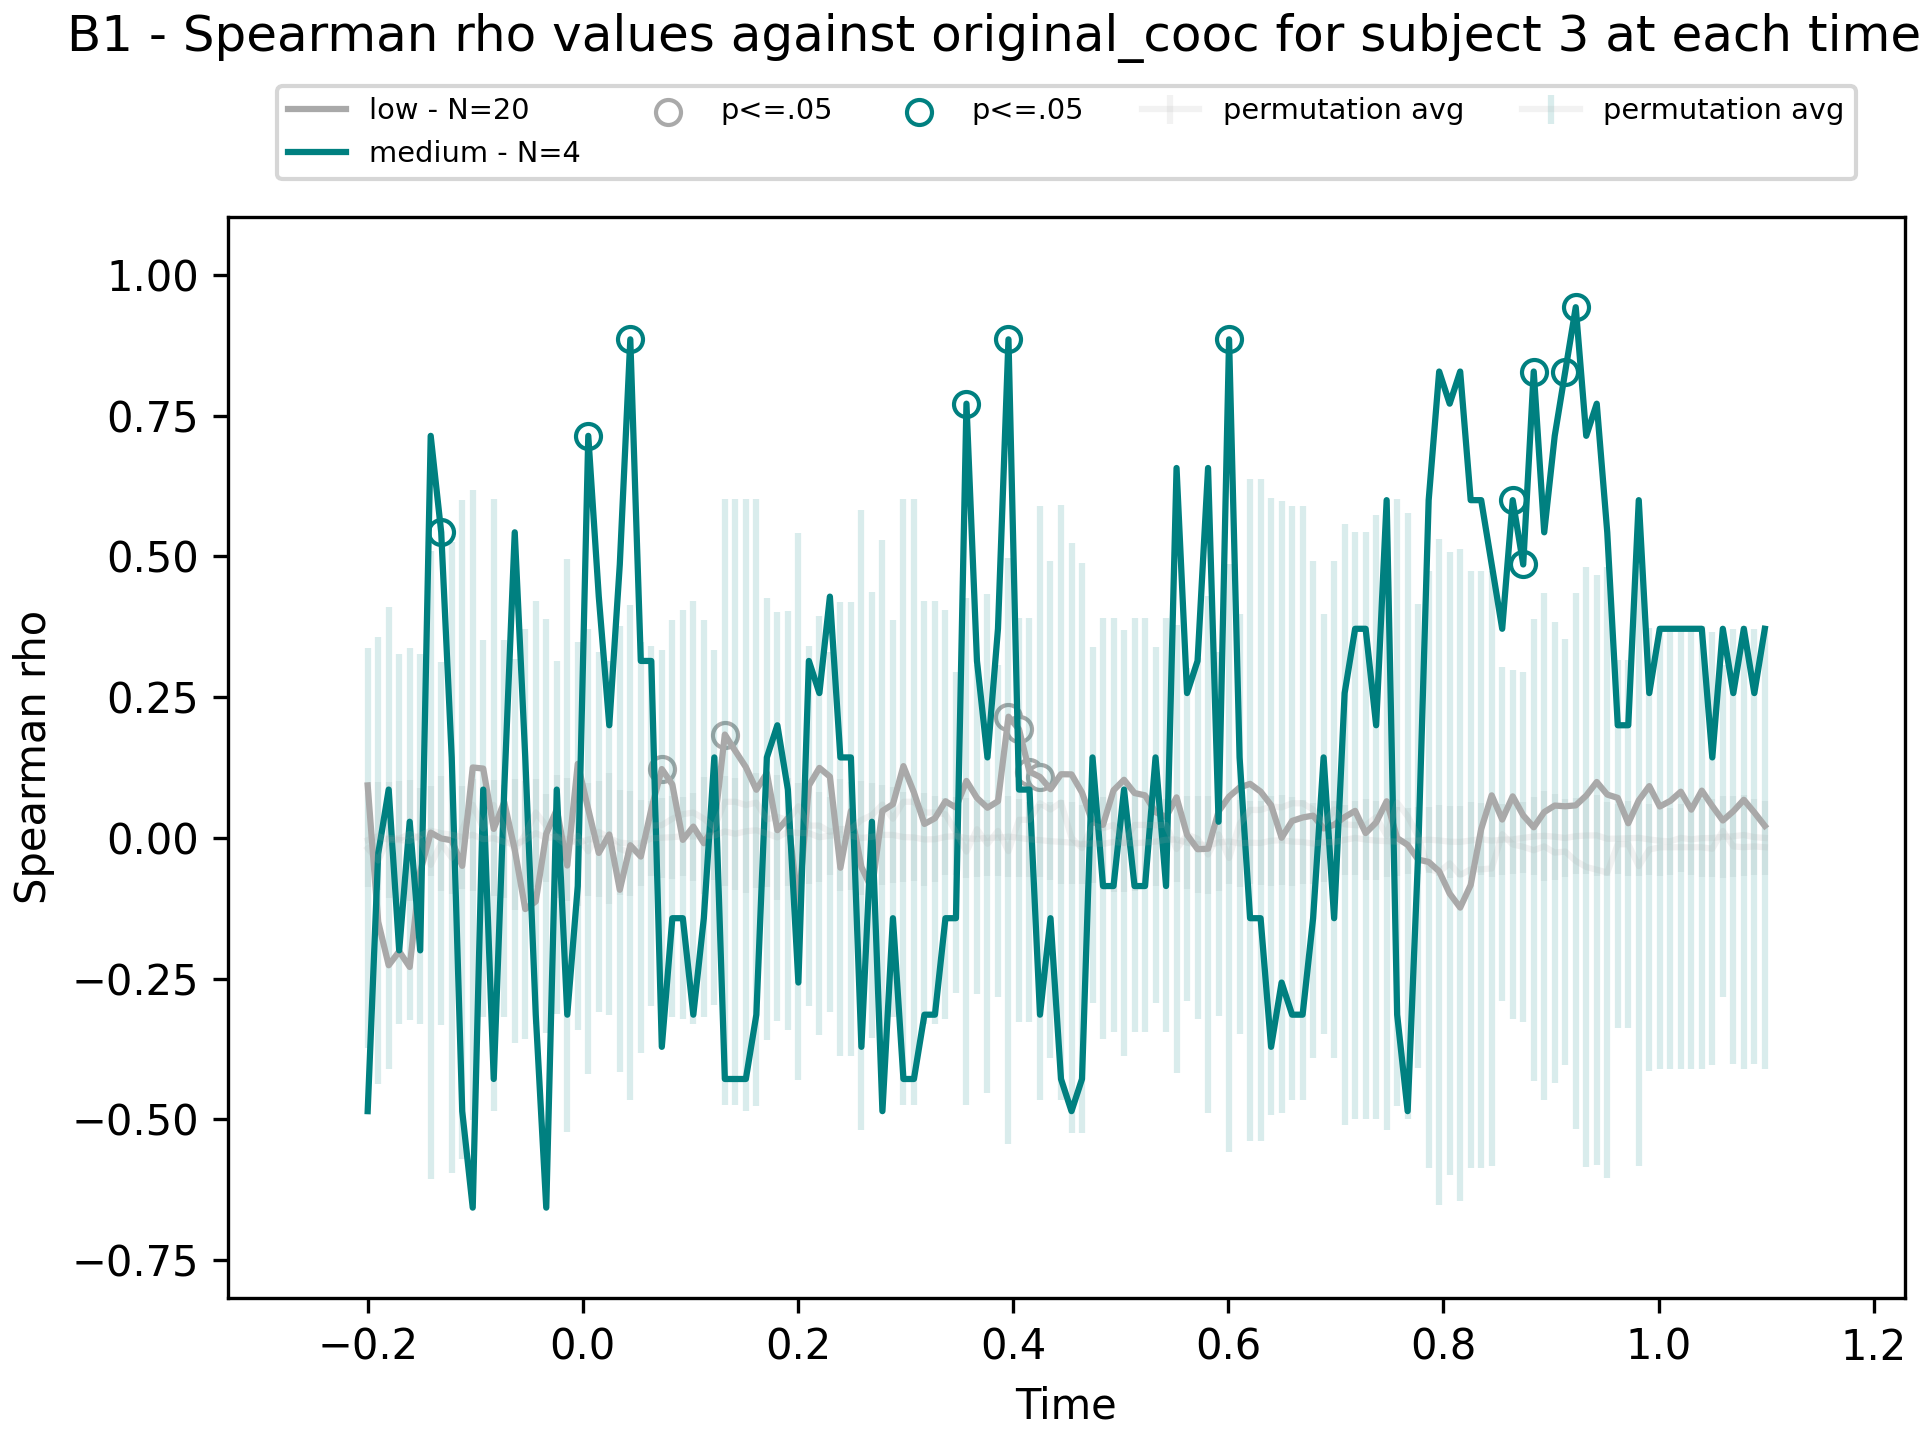 B1 - Spearman rho values against original_cooc for subject 3 at each time
low - N=20
medium - N=4
p<=.05
p<=.05
permutation avg
permutation avg
1.00
0.75
0.50
0.25
0.00
−0.25
−0.50
−0.75
Spearman rho
−0.2
0.0
0.2
0.4
0.6
0.8
1.0
1.2
Time